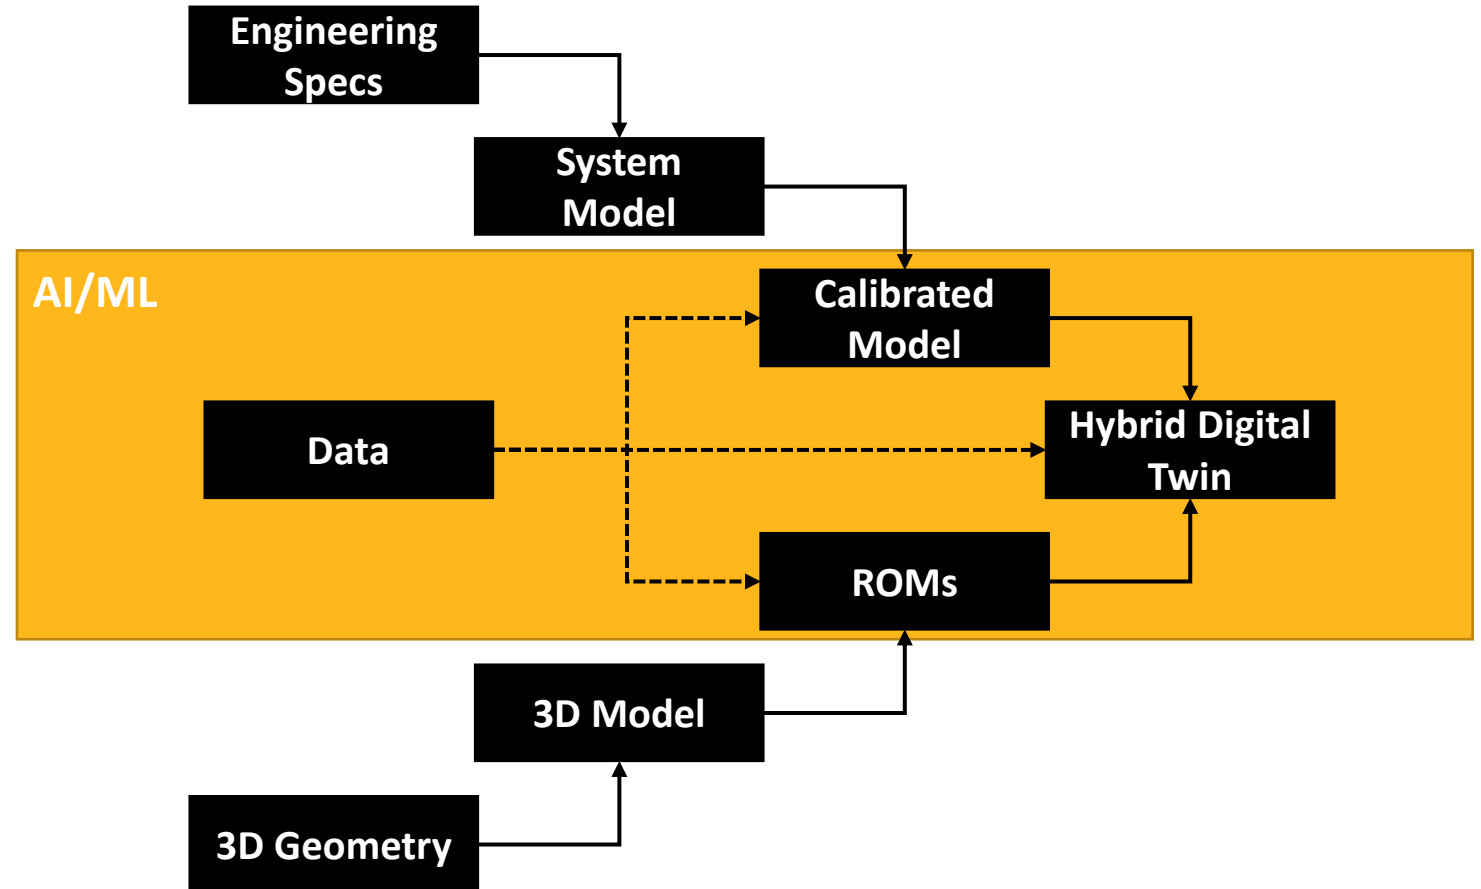 Engineering
Specs
System
Model
AI/ML
Calibrated
Model
Data
Hybrid Digital
Twin
ROMs
3D Model
3D Geometry